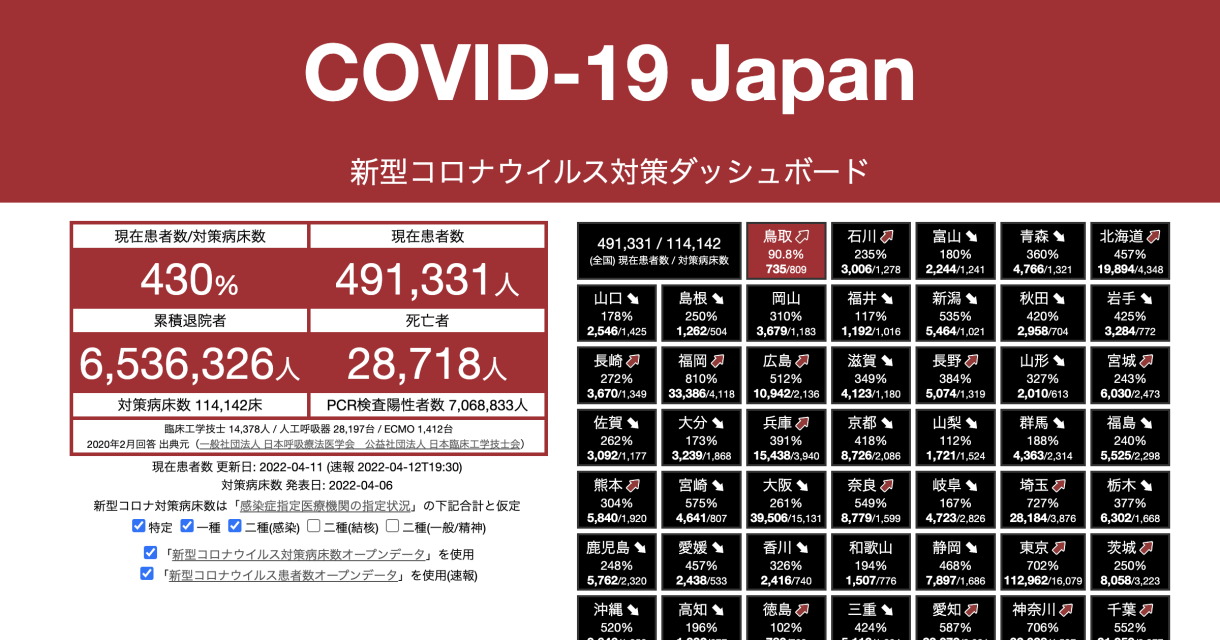 COVID-19 Japan
新型コロナウイルス対策ダッシュボード
現在患者数/対策病床数
現在患者数
430%
491,331人
累積退院者
死亡者
6,536,326人
28,718人
対策病床数 114,142床
PCR検査陽性者数 7,068,833人
臨床工学技士 14,378人 / 人工呼吸器 28,197台 / ECMO 1,412台
2020年2月回答 出典元（一般社団法人 日本呼吸療法医学会　公益社団法人 日本臨床工学技士会）
現在患者数 更新日: 2022-04-11 (速報 2022-04-12T19:30)
対策病床数 発表日: 2022-04-06
新型コロナ対策病床数は「感染症指定医療機関の指定状況」の下記合計と仮定
特定 一種 二種(感染) 二種(結核) 二種(一般/精神)
「新型コロナウイルス対策病床数オープンデータ」を使用
「新型コロナウイルス患者数オープンデータ」を使用(速報)
491,331 / 114,142
(全国) 現在患者数 / 対策病床数
鳥取
90.8%
735/809
石川
235%
3,006/1,278
富山
180%
2,244/1,241
青森
360%
4,766/1,321
北海道
457%
19,894/4,348
山口
178%
2,546/1,425
島根
250%
1,262/504
岡山
310%
3,679/1,183
福井
117%
1,192/1,016
新潟
535%
5,464/1,021
秋田
420%
2,958/704
岩手
425%
3,284/772
長崎
272%
3,670/1,349
福岡
810%
33,386/4,118
広島
512%
10,942/2,136
滋賀
349%
4,123/1,180
長野
384%
5,074/1,319
山形
327%
2,010/613
宮城
243%
6,030/2,473
佐賀
262%
3,092/1,177
大分
173%
3,239/1,868
兵庫
391%
15,438/3,940
京都
418%
8,726/2,086
山梨
112%
1,721/1,524
群馬
188%
4,363/2,314
福島
240%
5,525/2,298
熊本
304%
5,840/1,920
宮崎
575%
4,641/807
大阪
261%
39,506/15,131
奈良
549%
8,779/1,599
岐阜
167%
4,723/2,826
埼玉
727%
28,184/3,876
栃木
377%
6,302/1,668
鹿児島
248%
5,762/2,320
愛媛
457%
2,438/533
香川
326%
2,416/740
和歌山
194%
1,507/776
静岡
468%
7,897/1,686
東京
702%
112,962/16,079
茨城
250%
8,058/3,223
沖縄
520%
高知
196%
徳島
102%
三重
424%
愛知
587%
神奈川
706%
千葉
552%